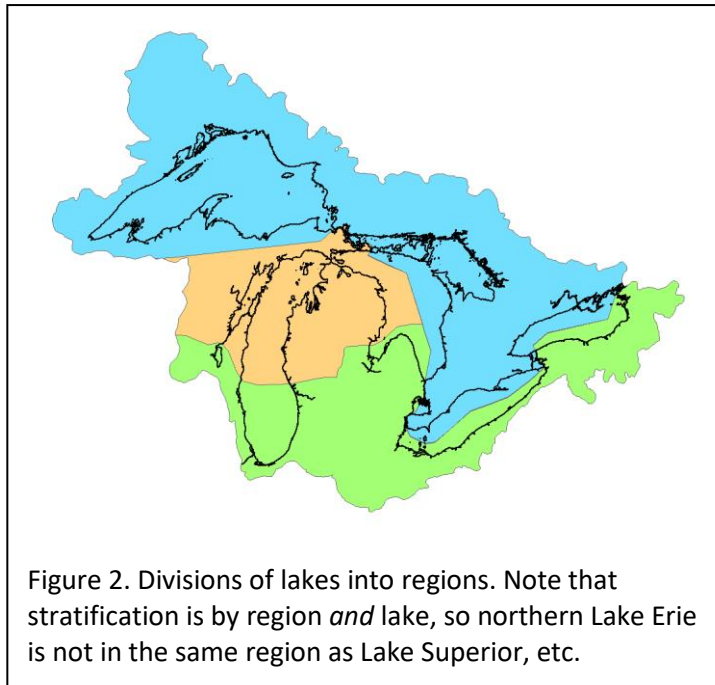 Figure 2. Divisions of lakes into regions. Note that
stratification is by region and lake, so northern Lake Erie
is not in the same region as Lake Superior, etc.